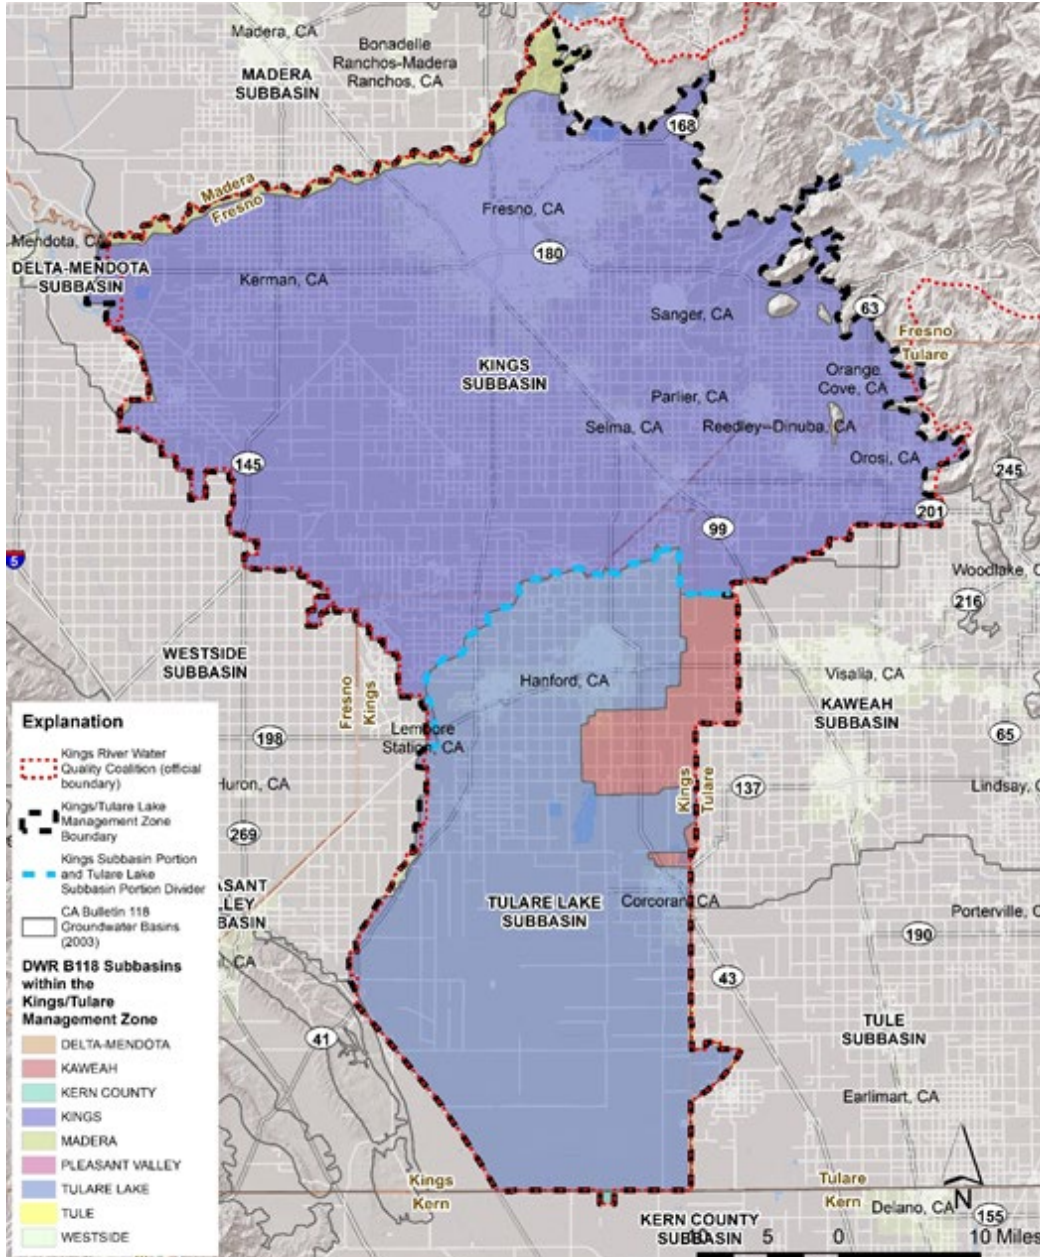 Madera, CA
Bonadelle
Ranchos-Madera
Ranchos, CA
MADERA
SUBBASIN
168
Madera
Fresno
Fresno, CA
Mendota, CA
180
DELTA-MENDOTA
SUBBASIN
Kerman, CA
Sanger, CA
63
Fresno
Tulare
KINGS
SUBBASIN
Orange
Cove, CA
Parlier, CA
Selma, CA
Reedley–Dinuba, CA
Orosi, CA
145
245
201
99
5
Woodlake, C
216
WESTSIDE
SUBBASIN
Hanford, CA
Visalia, CA
Fresno
Kings
KAWEAH
SUBBASIN
Lemoore
Station, CA
198
65
Kings
Tulare
137
Lindsay, C
Huron, CA
269
TULARE LAKE
SUBBASIN
Corcoran, CA
Porterville, C
190
ASANT
LLEY
BASIN
al, CA
43
41
TULE
SUBBASIN
Earlimart, CA
Kings
Kern
Tulare
Kern
Delano, CA
155
KERN COUNTY
SUBBASIN
N
5
0
10 Miles
Explanation
Kings River Water
Quality Coalition (official
boundary)
Kings/Tulare Lake
Management Zone
Boundary
Kings Subbasin Portion
and Tulare Lake
Subbasin Portion Divider
CA Bulletin 118
Groundwater Basins
(2003)
DWR B118 Subbasins
within the
Kings/Tulare
Management Zone
DELTA-MENDOTA
KAWEAH
KERN COUNTY
KINGS
MADERA
PLEASANT VALLEY
TULARE LAKE
TULE
WESTSIDE